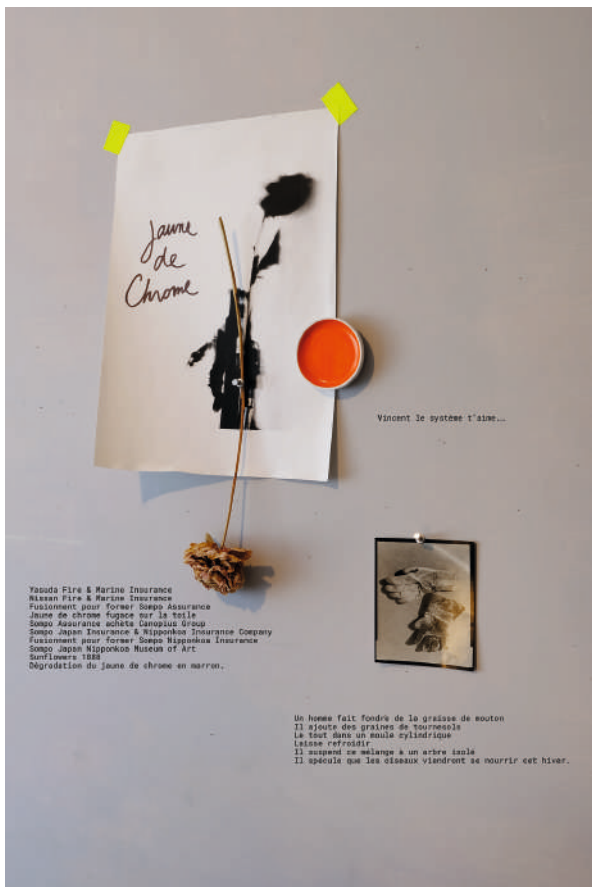 Jaune
de
Chrome
Vincent le système t'aime..
Yasuda Fire & Marine Insurance
Nissan Fire & Marine Insurance
Fusionnent pour former Sompo Assurance
Jaune de chrome fugace sur la toile
Sompo Assurance achète Canopius Group
Sompo Japan Insurance & Nipponkoa Insurance Company
Fusionnent pour former Sompo Nipponkoa Insurance
Sompo Japan Nipponkoa Museum of Art
Sunflowers 1888
Dégradation du jaune de chrome en marron.
Un homme fait fondre de la graisse de mouton
Il ajoute des graines de tournesols
Le tout dans un moule cylindrique
Laisse refroidir
Il suspend ce mélange à un arbre isolé
Il spécule que les oiseaux viendront se nourrir cet hiver.